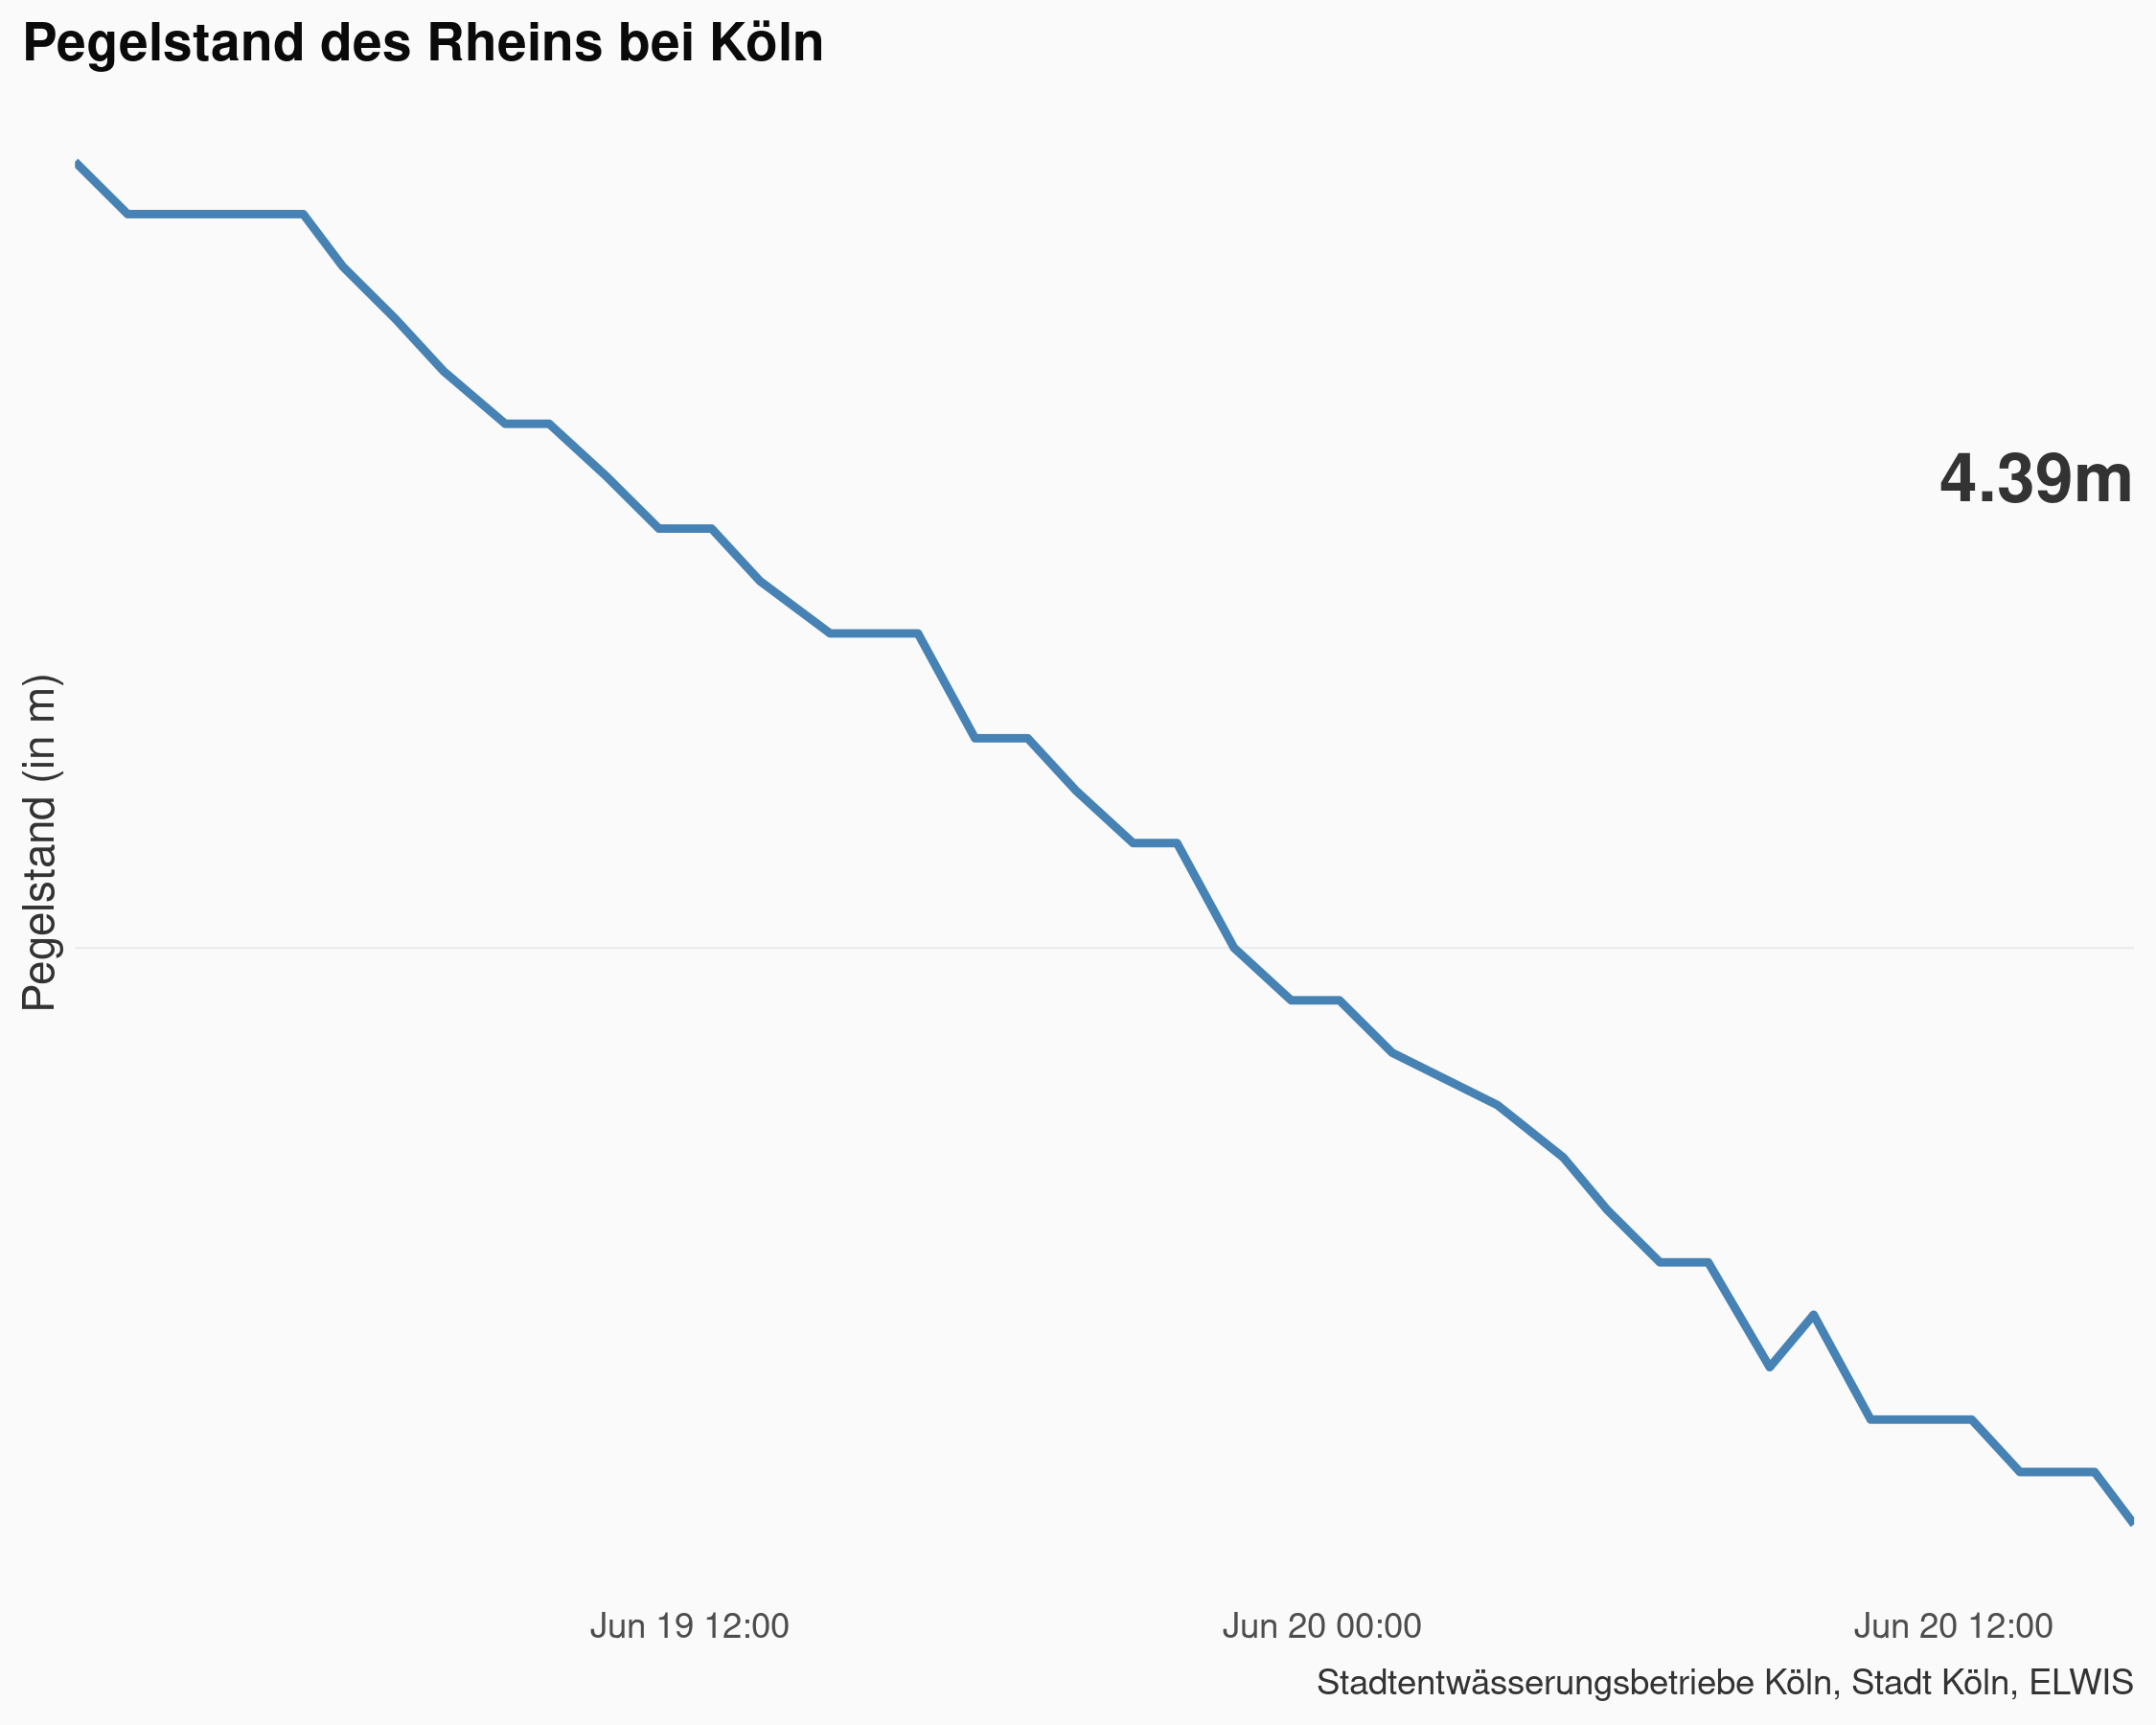 Pegelstand des Rheins bei Köln
4.39m
Pegelstand (in m)
Jun 19 12:00
Jun 20 00:00
Jun 20 12:00
Stadtentwässerungsbetriebe Köln, Stadt Köln, ELWIS